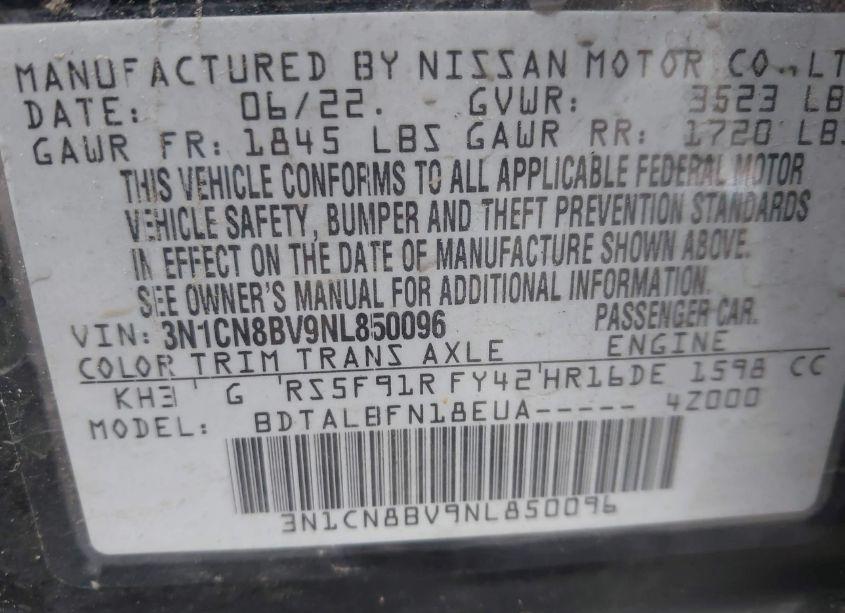 MANUFACTURED BY NISSAN MOTOR CO., LT
DATE: 06/22. GVWR: 3523 LB
GAWR FR: 1845 LBS GAWR RR: 1720 LBS
THIS VEHICLE CONFORMS TO ALL APPLICABLE FEDERAL MOTOR
VEHICLE SAFETY, BUMPER AND THEFT PREVENTION STANDARDS
IN EFFECT ON THE DATE OF MANUFACTURE SHOWN ABOVE.
SEE OWNER'S MANUAL FOR ADDITIONAL INFORMATION.
VIN: 3N1CN8BV9NL850096 PASSENGER CAR.
COLOR TRIM TRANS AXLE ENGINE
KH3 G RS5F91R FY42 HR16DE 1598 CC
MODEL: BDTALBFN18EUA----- 4Z000
3N1CN8BV9NL850096